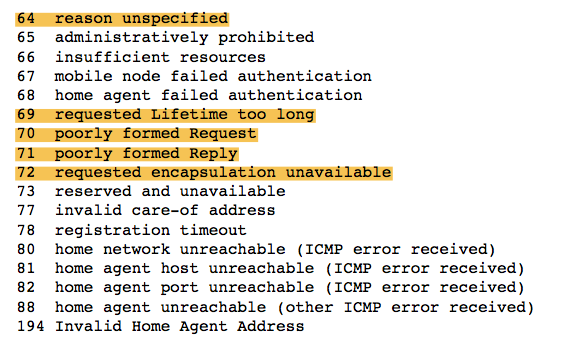 64 reason unspecified
65 administratively prohibited
66 insufficient resources
67 mobile node failed authentication
68 home agent failed authentication
69 requested Lifetime too long
70 poorly formed Request
71 poorly formed Reply
72 requested encapsulation unavailable
73 reserved and unavailable
77 invalid care-of address
78 registration timeout
80 home network unreachable (ICMP error received)
81 home agent host unreachable (ICMP error received)
82 home agent port unreachable (ICMP error received)
88 home agent unreachable (other ICMP error received)
194 Invalid Home Agent Address